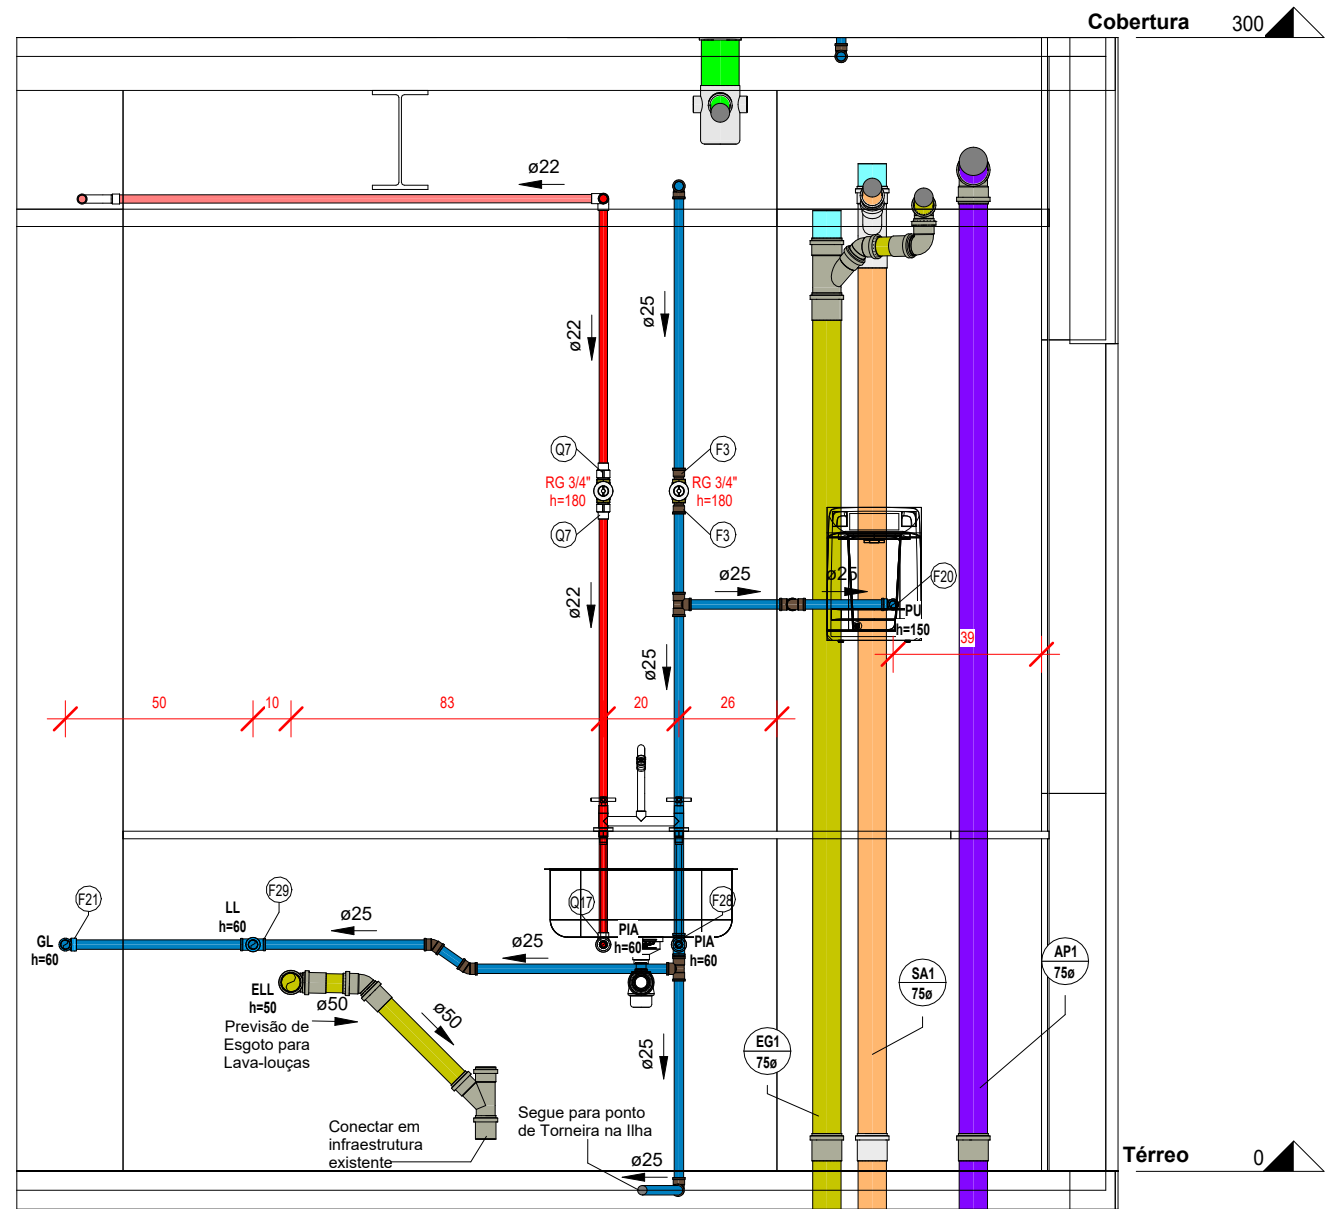 Cobertura 300
ø22
ø25
ø22
Q7
F3
RG 3/4"
h=180
RG 3/4"
h=180
Q7
F3
ø25
ø25
F20
ø22
PU
h=150
39
ø25
50
10
83
20
26
F21
F29
Q17
F28
LL
h=60
ø25
PIA
h=60
PIA
h=60
GL
h=60
ø25
AP1
75ø
SA1
75ø
ELL
h=50
ø50
ø50
Previsão de
Esgoto para
Lava-louças
EG1
75ø
ø25
Segue para ponto
de Torneira na Ilha
Conectar em
infraestrutura
existente
ø25
Térreo 0